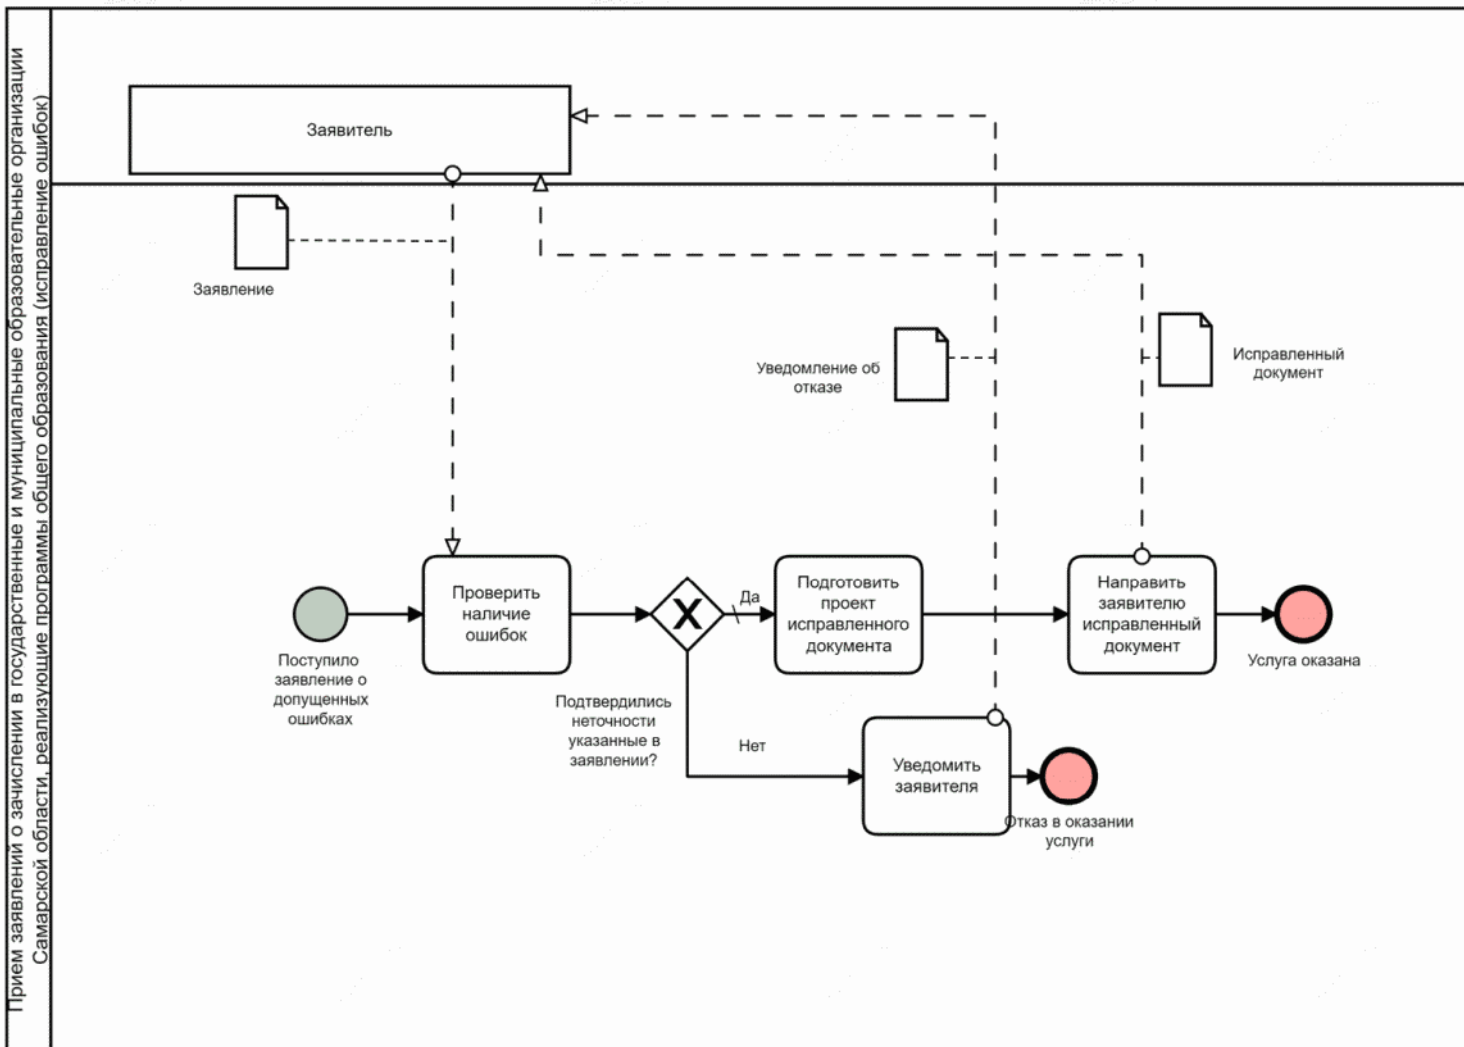 Прием заявлений о зачислении в государственные и муниципальные образовательные организации
Самарской области, реализующие программы общего образования (исправление ошибок)
Заявитель
Заявление
Уведомление об
отказе
Исправленный
документ
Поступило
заявление о
допущенных
ошибках
Проверить
наличие
ошибок
Подтвердились
неточности
указанные в
заявлении?
Да
Нет
Подготовить
проект
исправленного
документа
Направить
заявителю
исправленный
документ
Услуга оказана
Уведомить
заявителя
Отказ в оказании
услуги